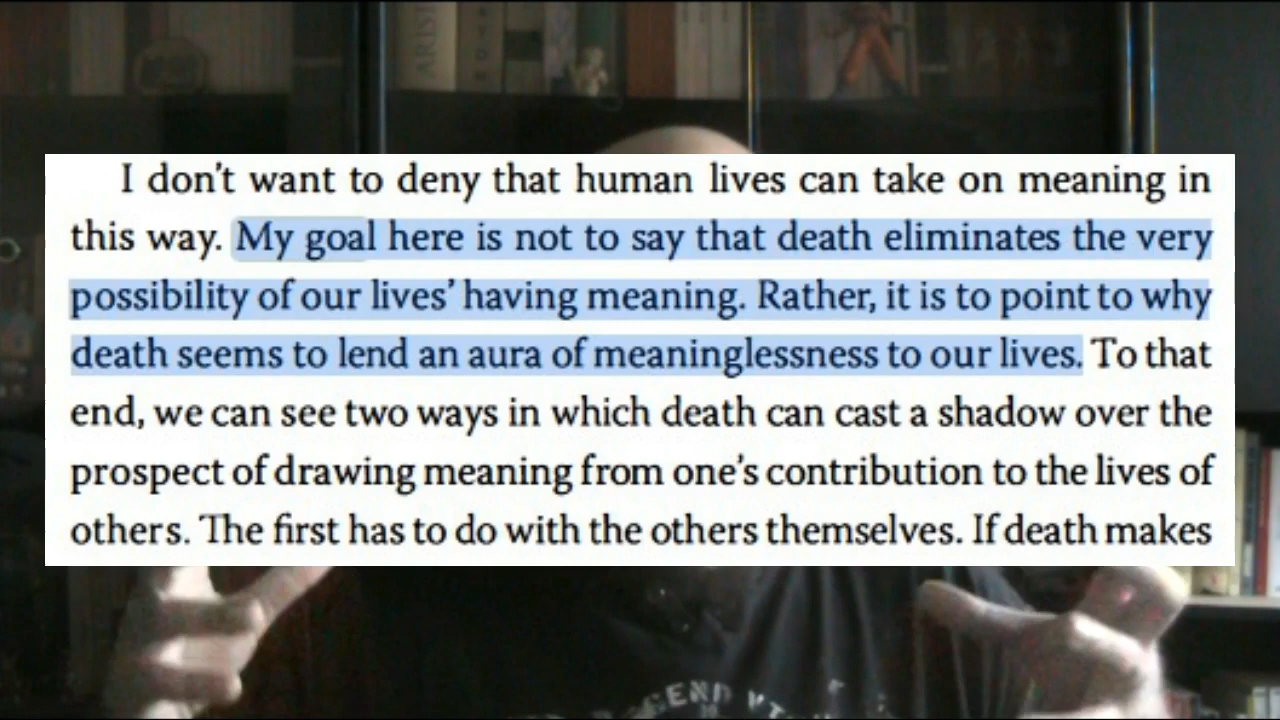 ARIST
I don't want to deny that human lives can take on meaning in
this way. My goal here is not to say that death eliminates the very
possibility of our lives' having meaning. Rather, it is to point to why
death seems to lend an aura of meaninglessness to our lives. To that
end, we can see two ways in which death can cast a shadow over the
prospect of drawing meaning from one's contribution to the lives of
others. The first has to do with the others themselves. If death makes